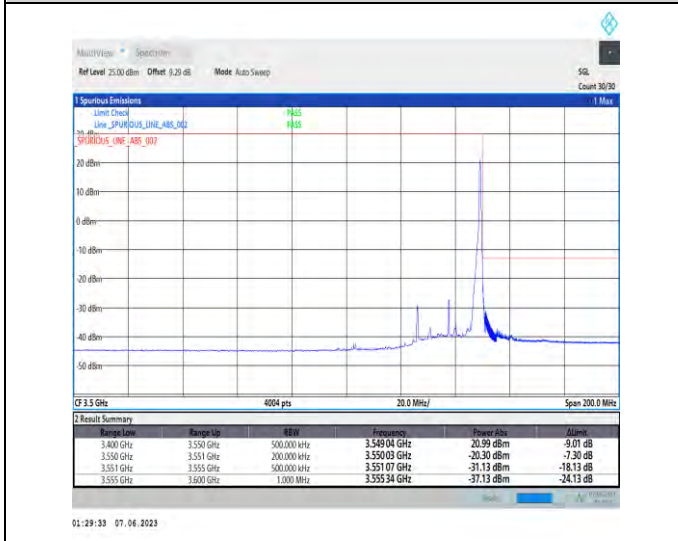 MultiView Spectrum
Ref Level 25.00 dBm Offset 9.29 dB Mode Auto Sweep SGL
Count 30/30
1 Spurious Emissions 1 Max
Limit Check PASS
Line _SPURIOUS_LINE_ABS_002 PASS
_SPURIOUS_LINE_ABS_002
20 dBm
10 dBm
0 dBm
-10 dBm
-20 dBm
-30 dBm
-40 dBm
-50 dBm
CF 3.5 GHz 4004 pts 20.0 MHz/ Span 200.0 MHz
2 Result Summary
Range Low Range Up RBW Frequency Power Abs ΔLimit
3.400 GHz 3.550 GHz 500.000 kHz 3.549 04 GHz 20.99 dBm -9.01 dB
3.550 GHz 3.551 GHz 200.000 kHz 3.550 03 GHz -20.30 dBm -7.30 dB
3.551 GHz 3.555 GHz 500.000 kHz 3.551 07 GHz -31.13 dBm -18.13 dB
3.555 GHz 3.600 GHz 1.000 MHz 3.555 34 GHz -37.13 dBm -24.13 dB
01:29:33 07.06.2023